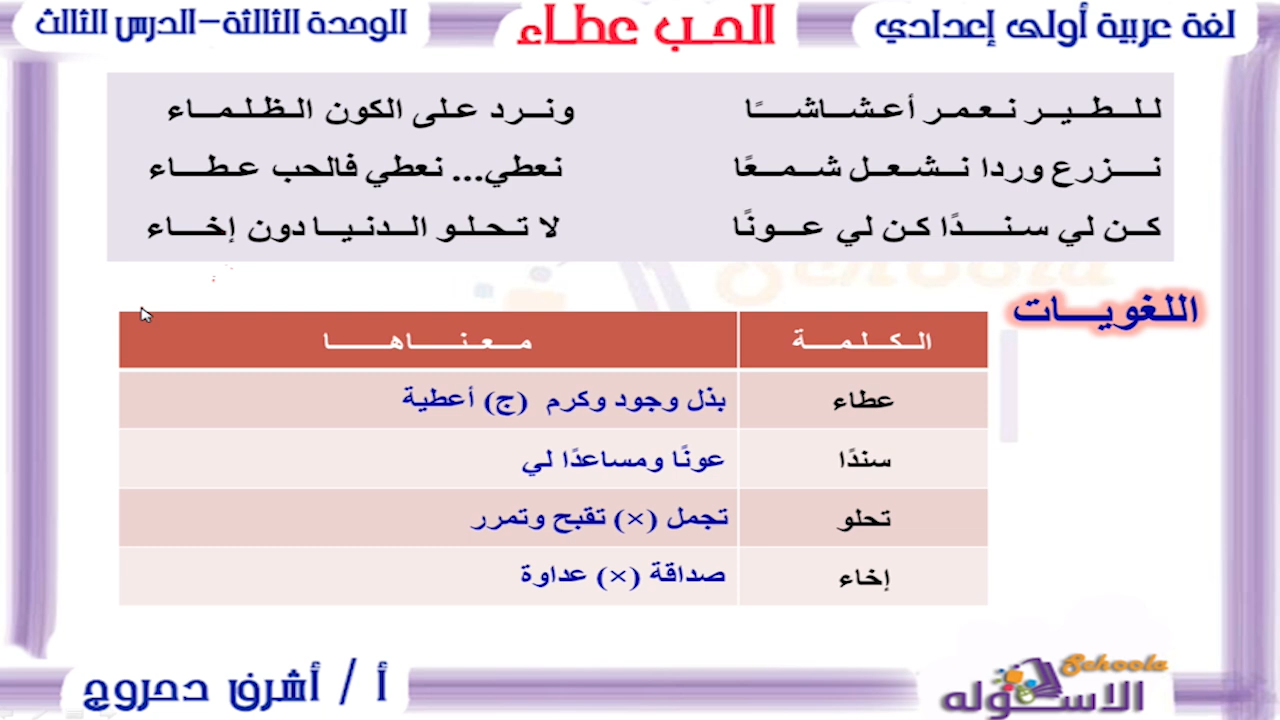 لغة عربية أولى إعدادي
الحب عطاء
الوحدة الثالثة-الدرس الثالث
للطير نعمر أعشاشًا ونرد على الكون الظلماء
نزرع وردا نشعل شمعًا نعطي... نعطي فالحب عطاء
كن لي سندًا كن لي عونًا لا تحلو الدنيا دون إخاء
اللغويات
الكلمة معناها
عطاء بذل وجود وكرم (ج) أعطية
سندًا عونًا ومساعدًا لي
تحلو تجمل (×) تقبح وتمرر
إخاء صداقة (×) عداوة
Schoola
الاسكوله
أ / أشرف دحروج